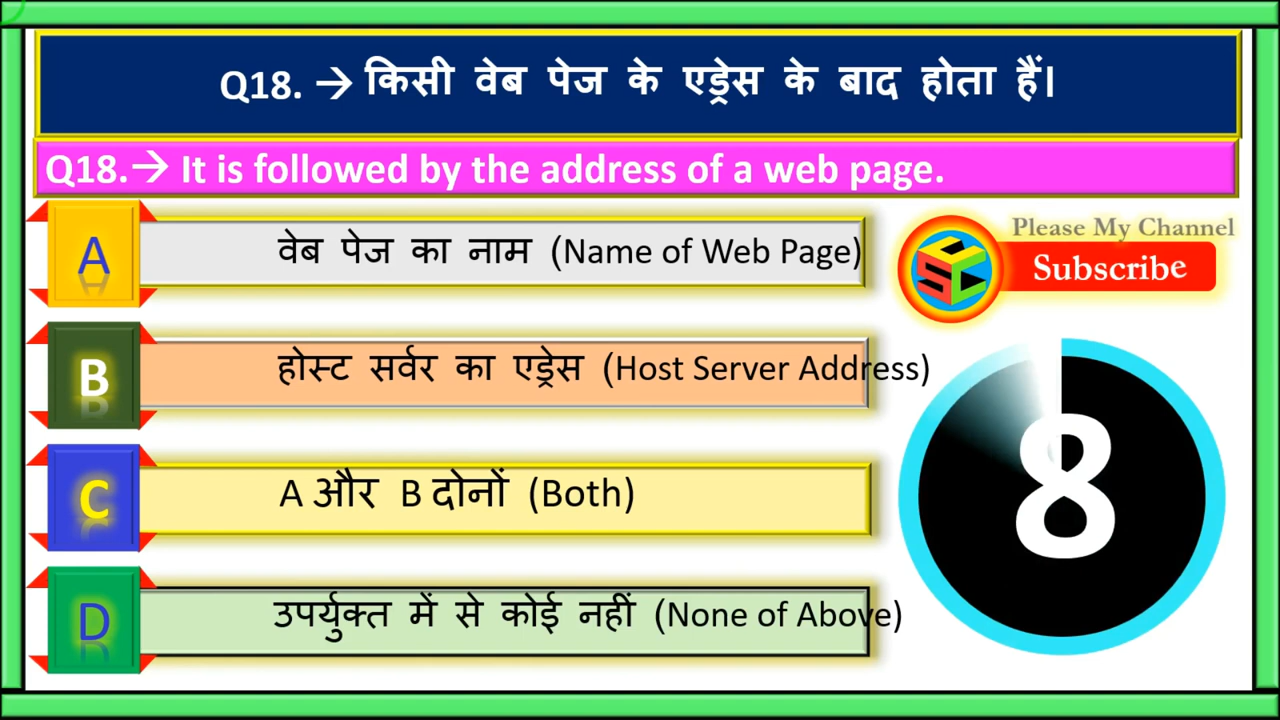 Q18. → किसी वेब पेज के एड्रेस के बाद होता हैं।
Q18.→ It is followed by the address of a web page.
A वेब पेज का नाम (Name of Web Page)
Please My Channel
Subscribe
SCC
B होस्ट सर्वर का एड्रेस (Host Server Address)
8
C A और B दोनों (Both)
D उपर्युक्त में से कोई नहीं (None of Above)